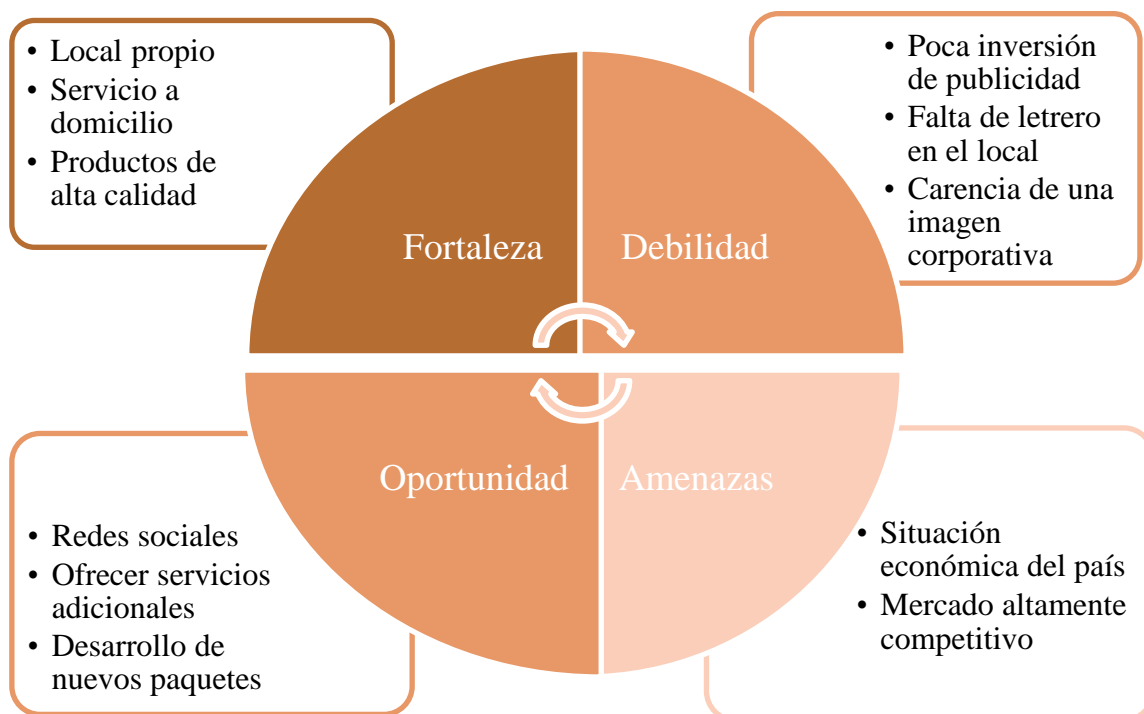 • Local propio
• Servicio a
domicilio
• Productos de
alta calidad
• Poca inversión
de publicidad
• Falta de letrero
en el local
• Carencia de una
imagen
corporativa
Fortaleza
Debilidad
Oportunidad
Amenazas
• Redes sociales
• Ofrecer servicios
adicionales
• Desarrollo de
nuevos paquetes
• Situación
económica del país
• Mercado altamente
competitivo